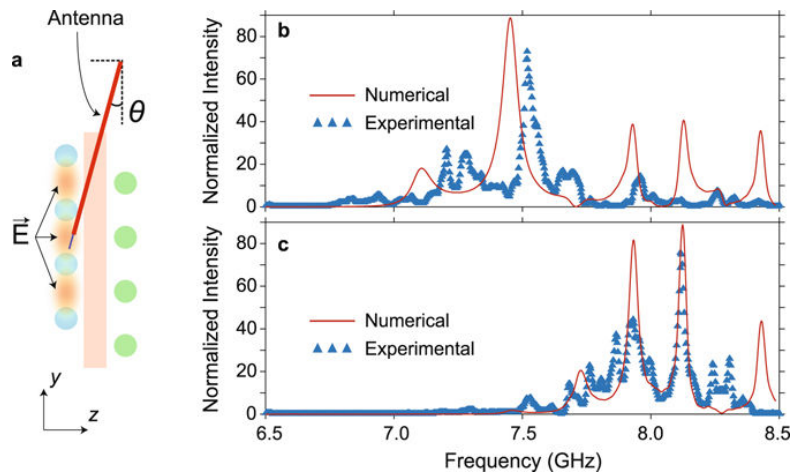 Antenna
a
θ
E
y
z
b
Normalized Intensity
80
60
40
20
0
Numerical
Experimental
c
Normalized Intensity
80
60
40
20
0
Numerical
Experimental
6.5 7.0 7.5 8.0 8.5
Frequency (GHz)